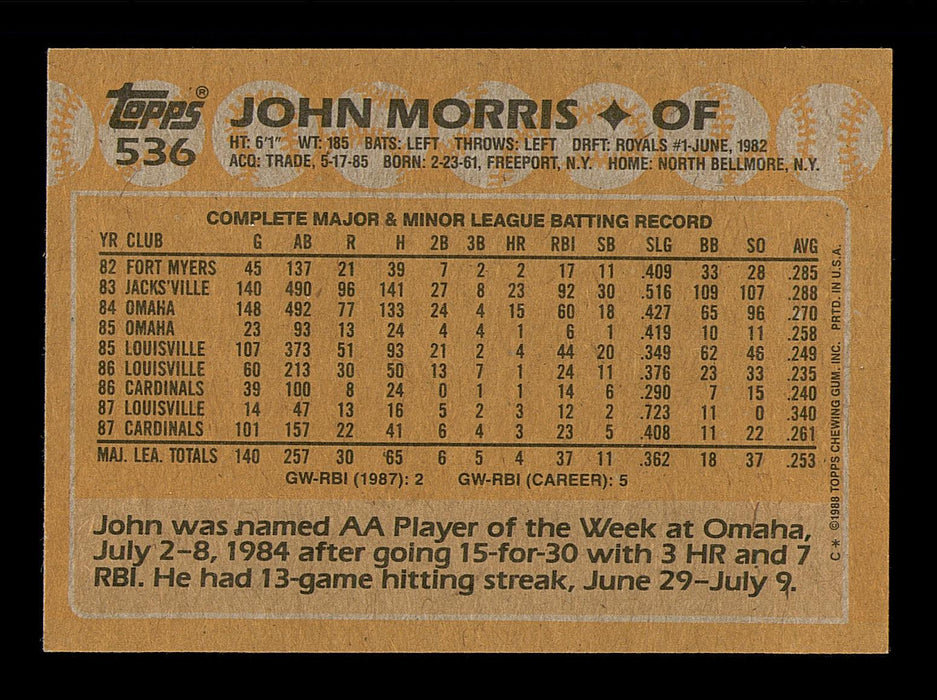 Topps®
536
JOHN MORRIS ✦ OF
HT: 6'1" WT: 185 BATS: LEFT THROWS: LEFT DRFT: ROYALS #1-JUNE, 1982
ACQ: TRADE, 5-17-85 BORN: 2-23-61, FREEPORT, N.Y. HOME: NORTH BELLMORE, N.Y.
COMPLETE MAJOR & MINOR LEAGUE BATTING RECORD
YR CLUB G AB R H 2B 3B HR RBI SB SLG BB SO AVG
82 FORT MYERS 45 137 21 39 7 2 2 17 11 .409 33 28 .285
83 JACKS'VILLE 140 490 96 141 27 8 23 92 30 .516 109 107 .288
84 OMAHA 148 492 77 133 24 4 15 60 18 .427 65 96 .270
85 OMAHA 23 93 13 24 4 4 1 6 1 .419 10 11 .258
85 LOUISVILLE 107 373 51 93 21 2 4 44 20 .349 62 46 .249
86 LOUISVILLE 60 213 30 50 13 7 1 24 11 .376 23 33 .235
86 CARDINALS 39 100 8 24 0 1 1 14 6 .290 7 15 .240
87 LOUISVILLE 14 47 13 16 5 2 3 12 2 .723 11 0 .340
87 CARDINALS 101 157 22 41 6 4 3 23 5 .408 11 22 .261
MAJ. LEA. TOTALS 140 257 30 65 6 5 4 37 11 .362 18 37 .253
GW-RBI (1987): 2 GW-RBI (CAREER): 5
John was named AA Player of the Week at Omaha,
July 2–8, 1984 after going 15-for-30 with 3 HR and 7
RBI. He had 13-game hitting streak, June 29–July 9.
C * ©1988 TOPPS CHEWING GUM, INC. PRTD. IN U.S.A.